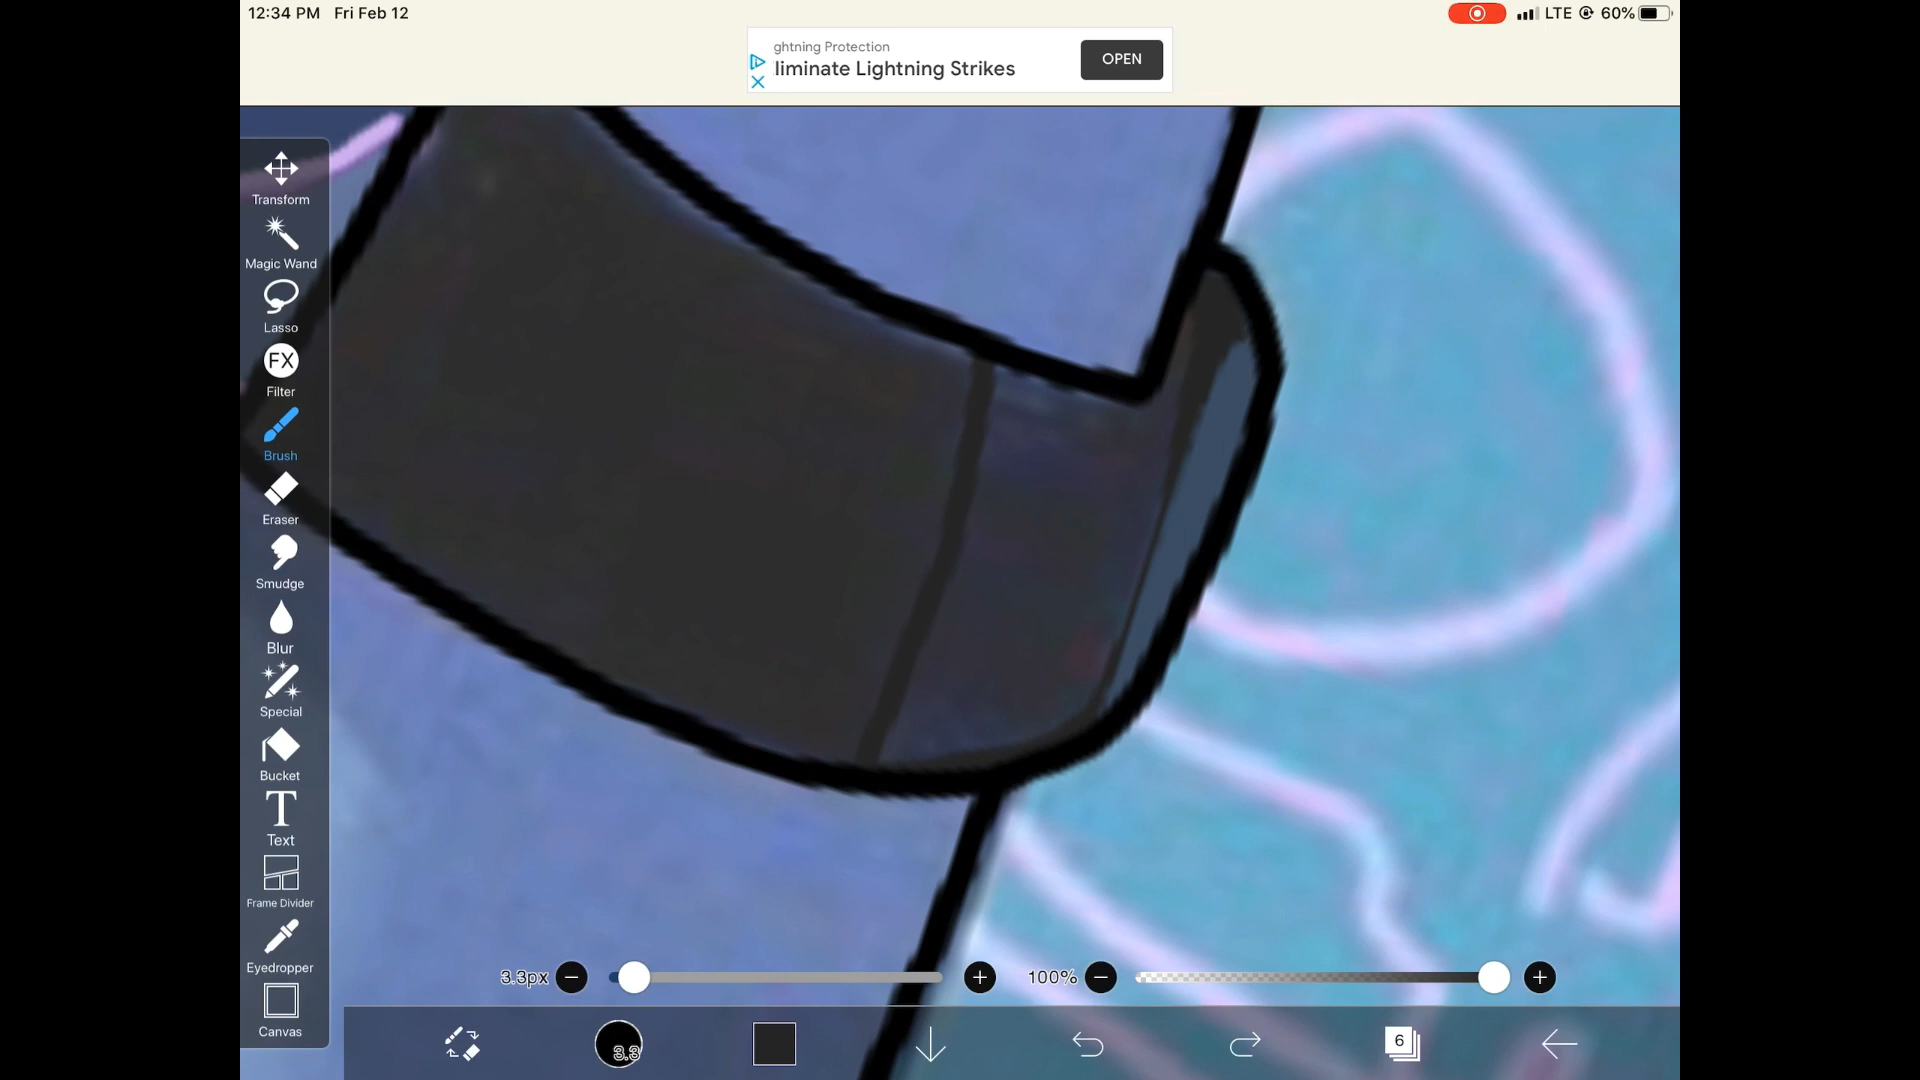 12:34 PM Fri Feb 12
LTE 60%
ghtning Protection
liminate Lightning Strikes
OPEN
Transform
Magic Wand
Lasso
FX
Filter
Brush
Eraser
Smudge
Blur
Special
Bucket
T
Text
Frame Divider
Eyedropper
Canvas
3.3px
100%
3.3
6